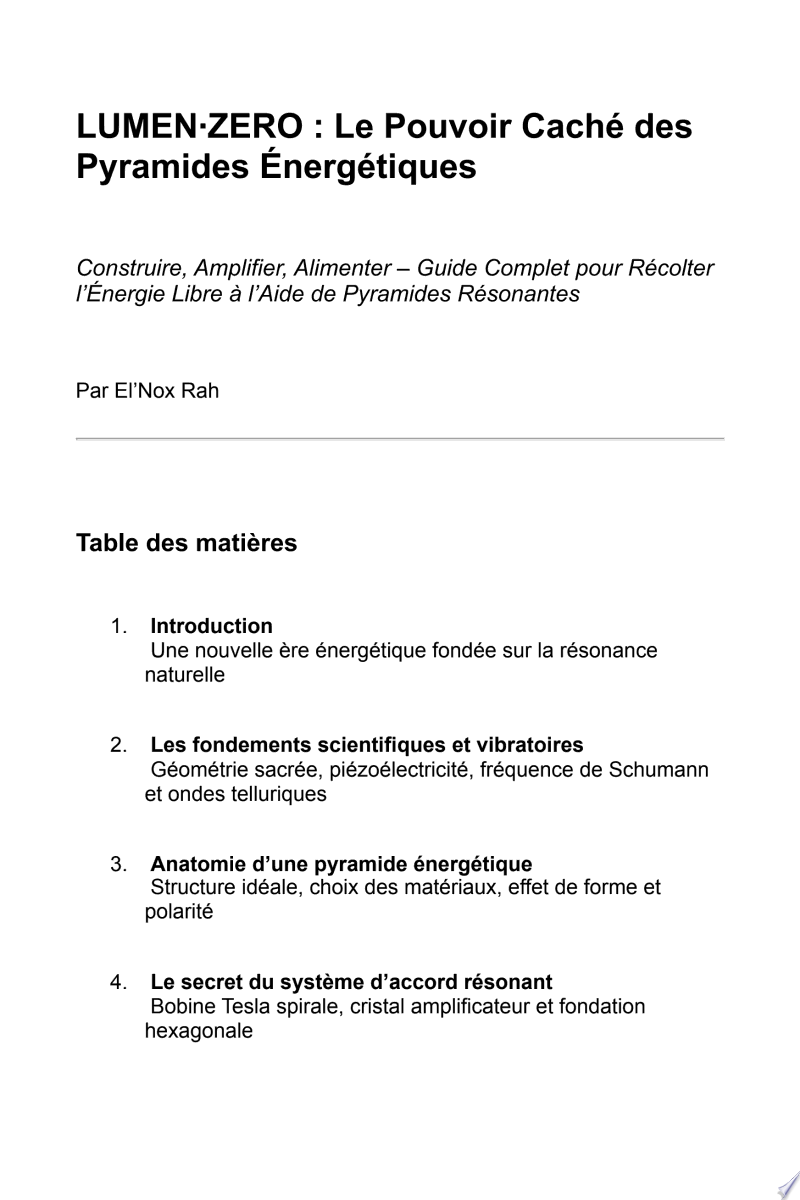 LUMEN·ZERO : Le Pouvoir Caché des
Pyramides Énergétiques
Construire, Amplifier, Alimenter – Guide Complet pour Récolter
l’Énergie Libre à l’Aide de Pyramides Résonantes
Par El’Nox Rah
Table des matières
1. Introduction
Une nouvelle ère énergétique fondée sur la résonance
naturelle
2. Les fondements scientifiques et vibratoires
Géométrie sacrée, piézoélectricité, fréquence de Schumann
et ondes telluriques
3. Anatomie d’une pyramide énergétique
Structure idéale, choix des matériaux, effet de forme et
polarité
4. Le secret du système d’accord résonant
Bobine Tesla spirale, cristal amplificateur et fondation
hexagonale